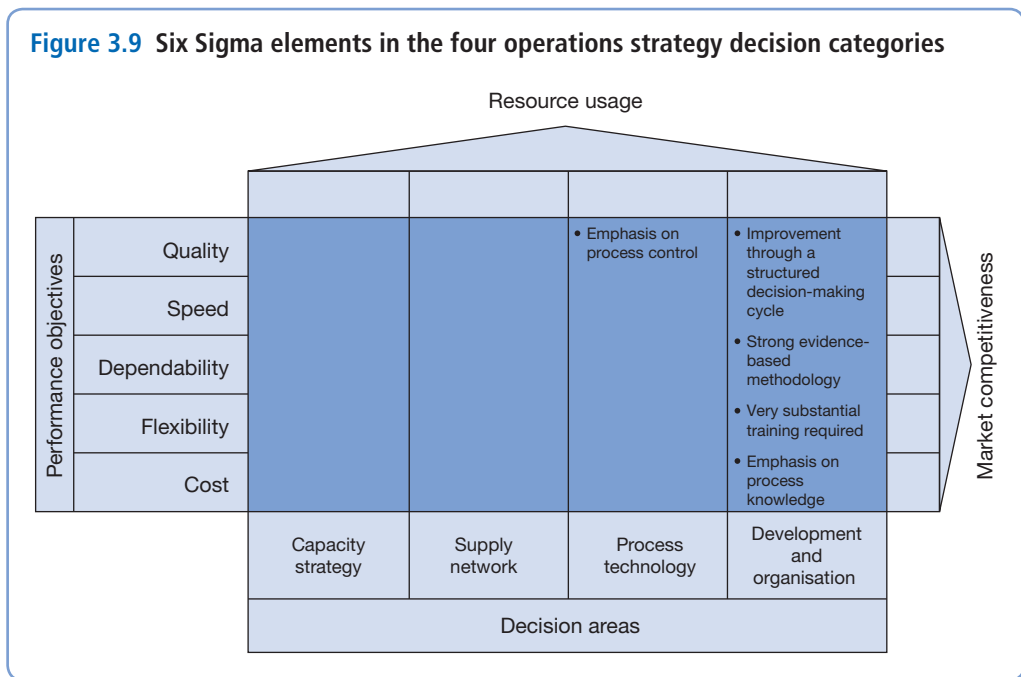 Figure 3.9 Six Sigma elements in the four operations strategy decision categories
Resource usage
Performance objectives
Quality
Speed
Dependability
Flexibility
Cost
• Emphasis on
process control
• Improvement
through a
structured
decision-making
cycle
• Strong evidence-
based
methodology
• Very substantial
training required
• Emphasis on
process
knowledge
Market competitiveness
Capacity
strategy
Supply
network
Process
technology
Development
and
organisation
Decision areas